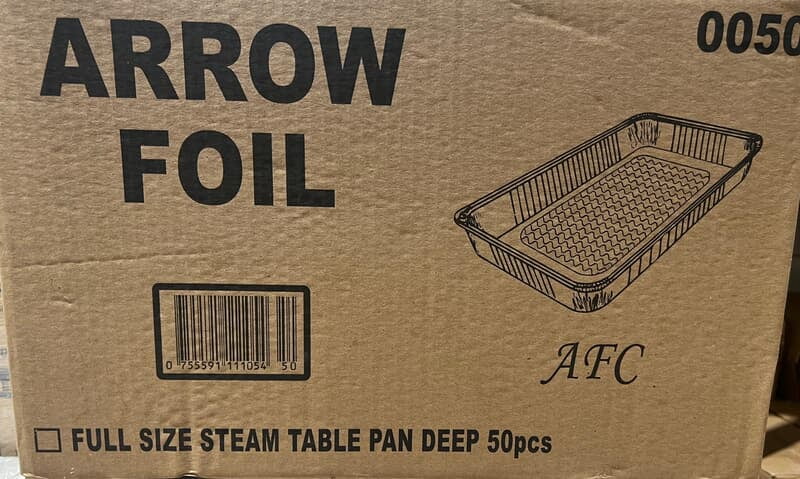 ARROW
FOIL
0050
0 755591 111054 50
AFC
FULL SIZE STEAM TABLE PAN DEEP 50pcs